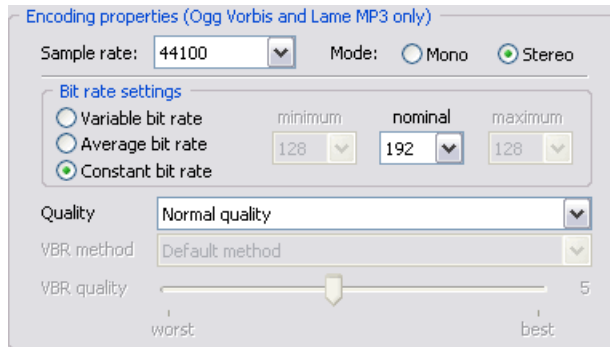 Encoding properties (Ogg Vorbis and Lame MP3 only)
Sample rate: 44100 Mode: Mono Stereo
Bit rate settings
Variable bit rate minimum nominal maximum
Average bit rate 128 192 128
Constant bit rate
Quality Normal quality
VBR method Default method
VBR quality 5
worst best